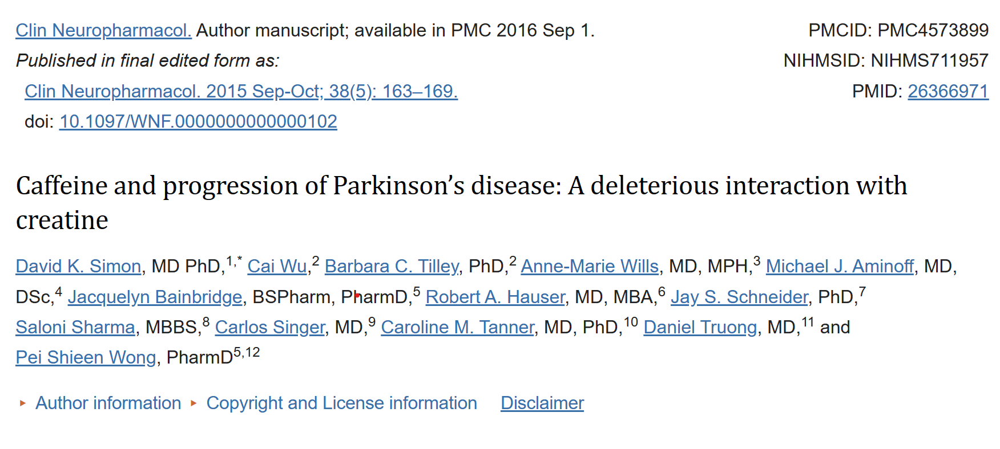 Clin Neuropharmacol. Author manuscript; available in PMC 2016 Sep 1.
Published in final edited form as:
Clin Neuropharmacol. 2015 Sep-Oct; 38(5): 163–169.
doi: 10.1097/WNF.0000000000000102
PMCID: PMC4573899
NIHMSID: NIHMS711957
PMID: 26366971
Caffeine and progression of Parkinson’s disease: A deleterious interaction with
creatine
David K. Simon, MD PhD,1,* Cai Wu,2 Barbara C. Tilley, PhD,2 Anne-Marie Wills, MD, MPH,3 Michael J. Aminoff, MD,
DSc,4 Jacquelyn Bainbridge, BSPharm, PharmD,5 Robert A. Hauser, MD, MBA,6 Jay S. Schneider, PhD,7
Saloni Sharma, MBBS,8 Carlos Singer, MD,9 Caroline M. Tanner, MD, PhD,10 Daniel Truong, MD,11 and
Pei Shieen Wong, PharmD5,12
▸ Author information ▸ Copyright and License information Disclaimer